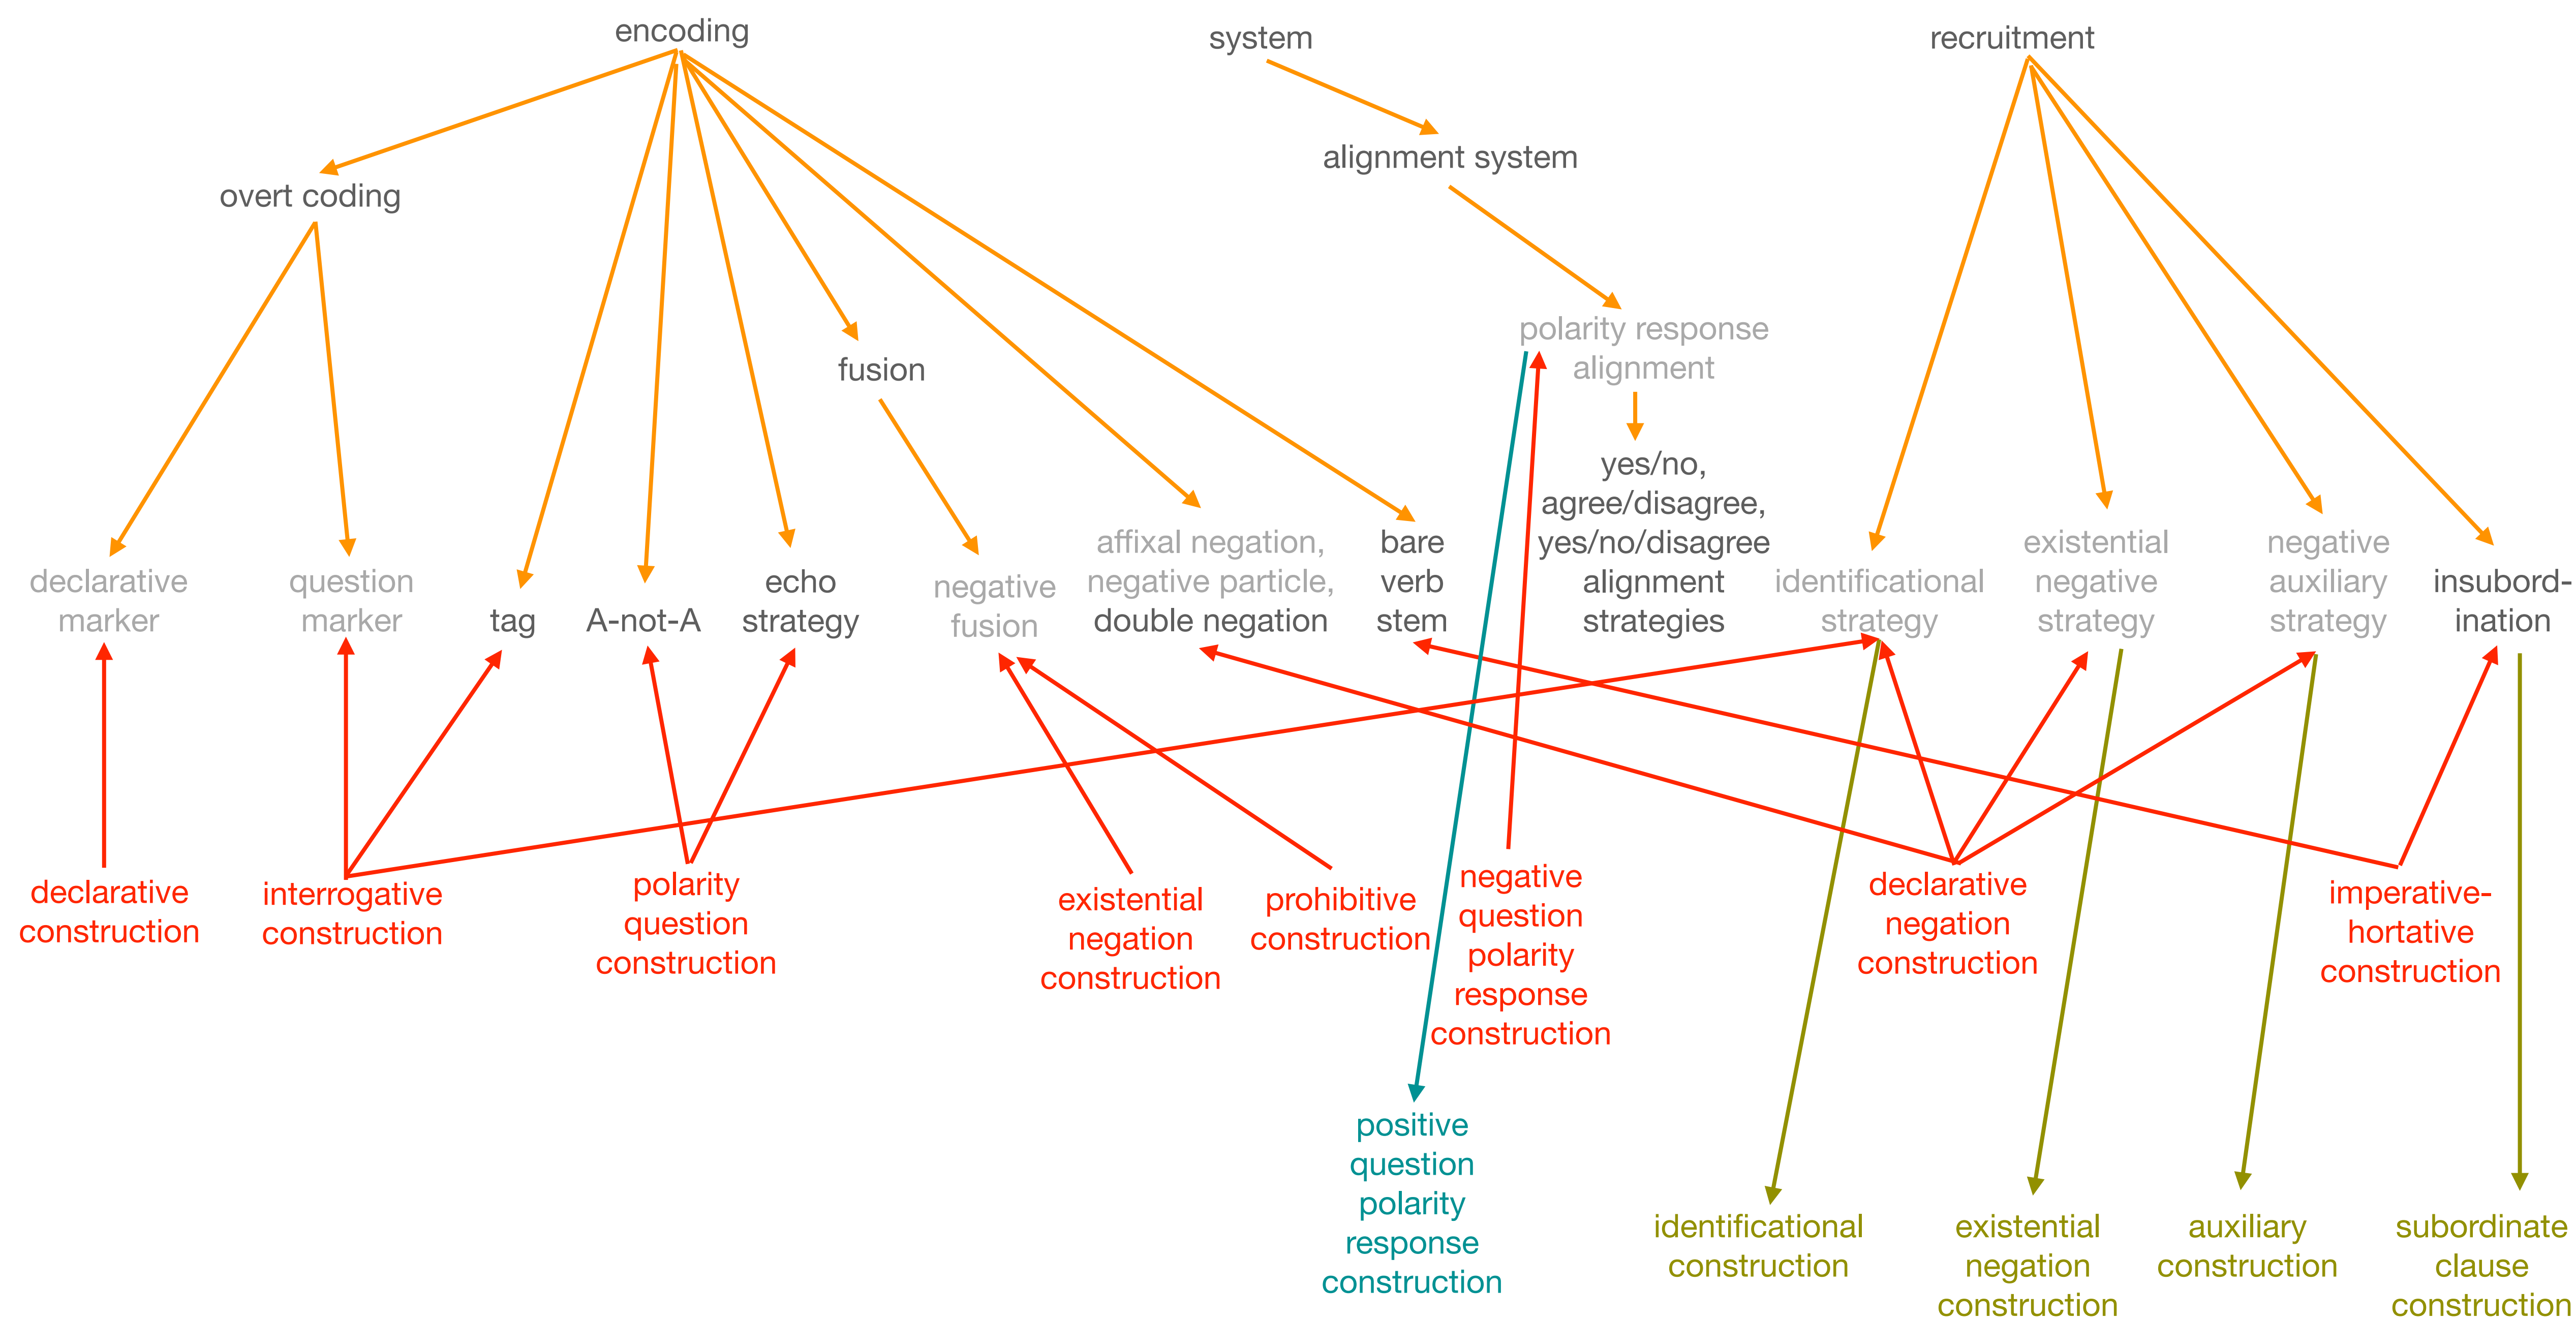 encoding
system
recruitment
alignment system
overt coding
polarity response
alignment
fusion
yes/no,
agree/disagree,
yes/no/disagree
alignment
strategies
declarative
marker
question
marker
tag
A-not-A
echo
strategy
negative
fusion
affixal negation,
negative particle,
double negation
bare
verb
stem
identificational
strategy
existential
negative
strategy
negative
auxiliary
strategy
insubord-
ination
declarative
construction
interrogative
construction
polarity
question
construction
existential
negation
construction
prohibitive
construction
negative
question
polarity
response
construction
declarative
negation
construction
imperative-
hortative
construction
positive
question
polarity
response
construction
identificational
construction
existential
negation
construction
auxiliary
construction
subordinate
clause
construction